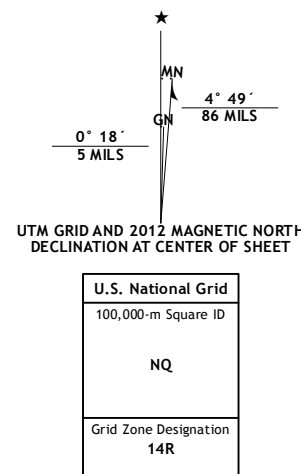 ★
MN
4° 49´
86 MILS
GN
0° 18´
5 MILS
UTM GRID AND 2012 MAGNETIC NORTH
DECLINATION AT CENTER OF SHEET
U.S. National Grid
100,000-m Square ID
NQ
Grid Zone Designation
14R